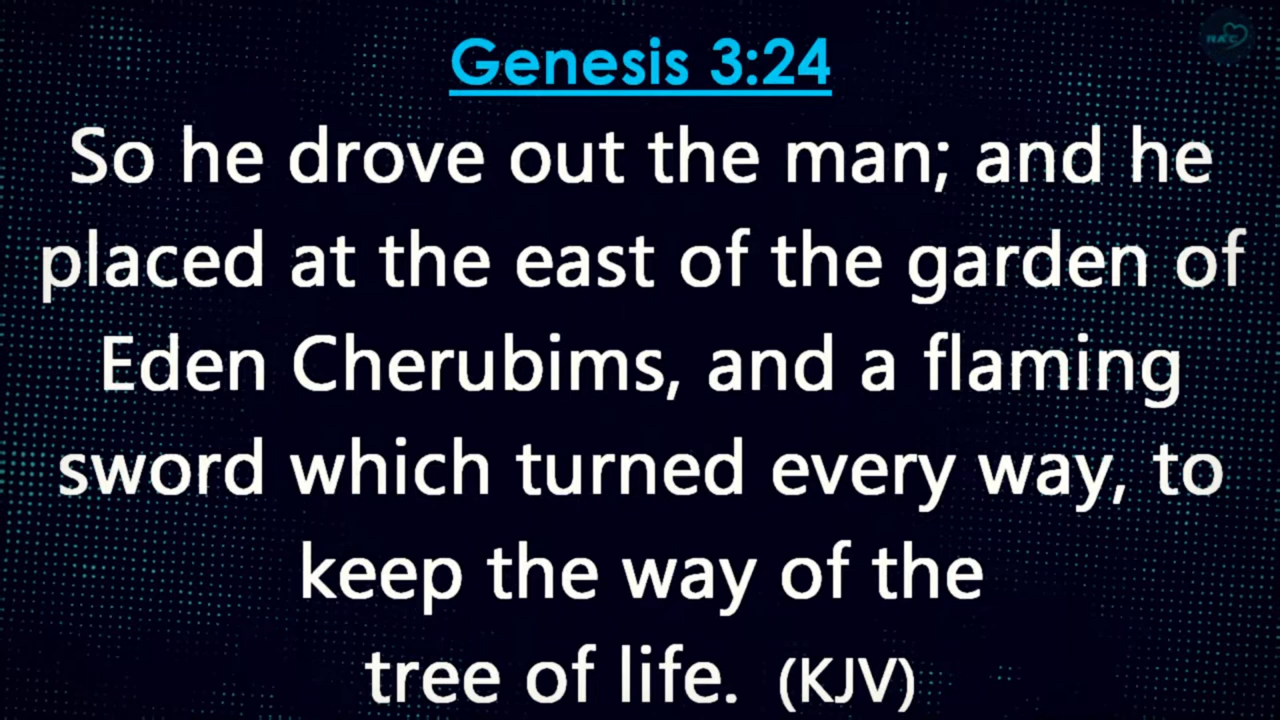 Genesis 3:24
So he drove out the man; and he
placed at the east of the garden of
Eden Cherubims, and a flaming
sword which turned every way, to
keep the way of the
tree of life. (KJV)